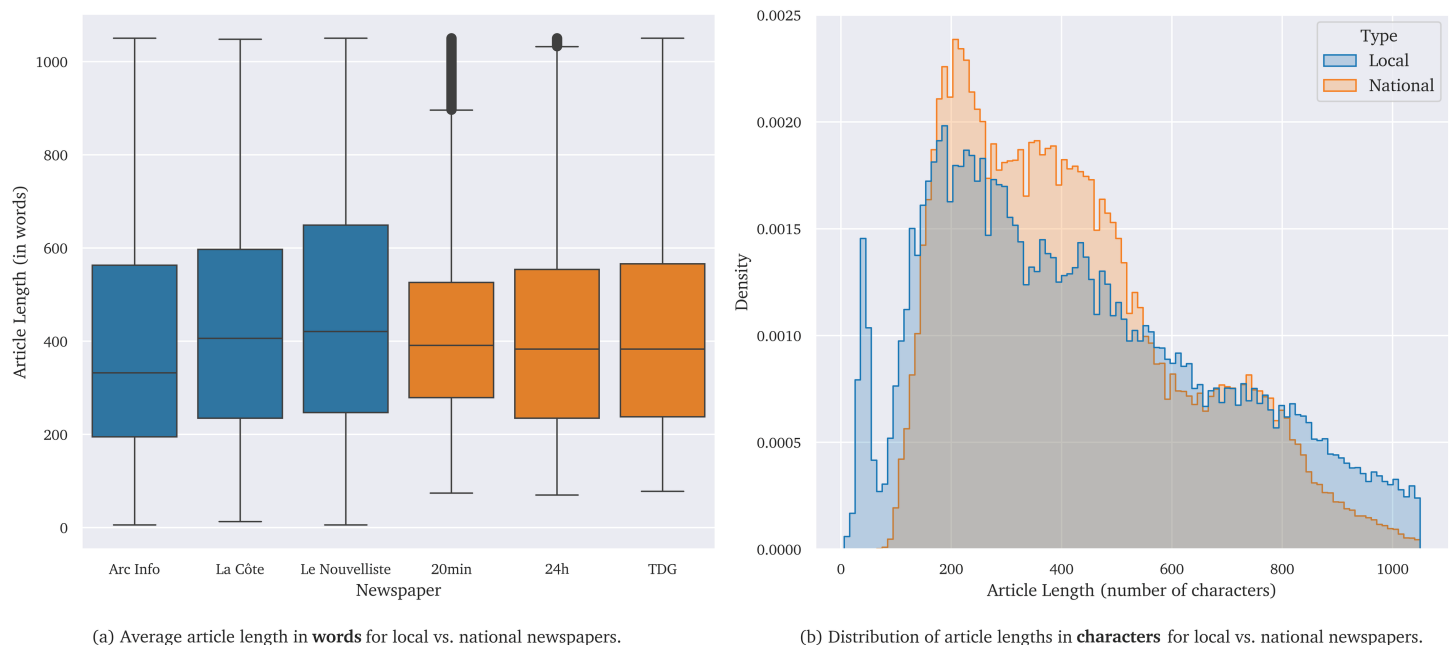 1000
800
600
400
200
0
Article Length (in words)
Arc Info
La Côte
Le Nouvelliste
20min
24h
TDG
Newspaper
(a) Average article length in words for local vs. national newspapers.
0.0025
0.0020
0.0015
0.0010
0.0005
0.0000
Density
Type
Local
National
0
200
400
600
800
1000
Article Length (number of characters)
(b) Distribution of article lengths in characters for local vs. national newspapers.